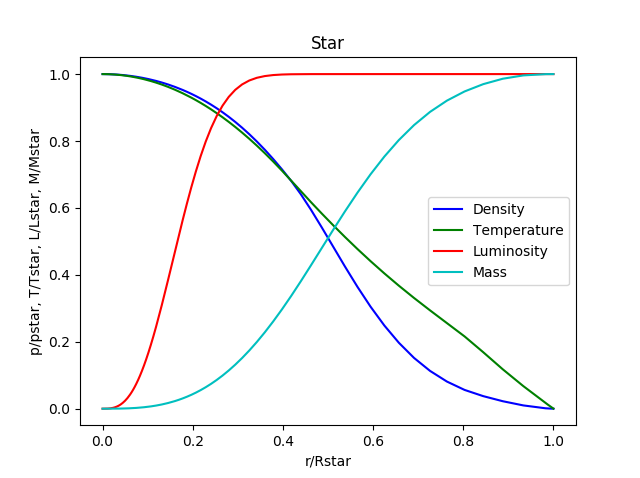 Star
p/pstar, T/Tstar, L/Lstar, M/Mstar
1.0
0.8
0.6
0.4
0.2
0.0
Density
Temperature
Luminosity
Mass
0.0 0.2 0.4 0.6 0.8 1.0
r/Rstar